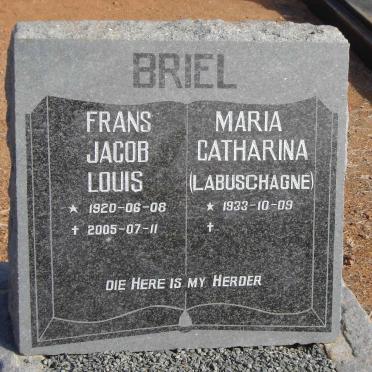 BRIEL
FRANS
JACOB
LOUIS
★ 1920-06-08
✝ 2005-07-11
MARIA
CATHARINA
(LABUSCHAGNE)
★ 1933-10-09
✝
DIE HERE IS MY HERDER